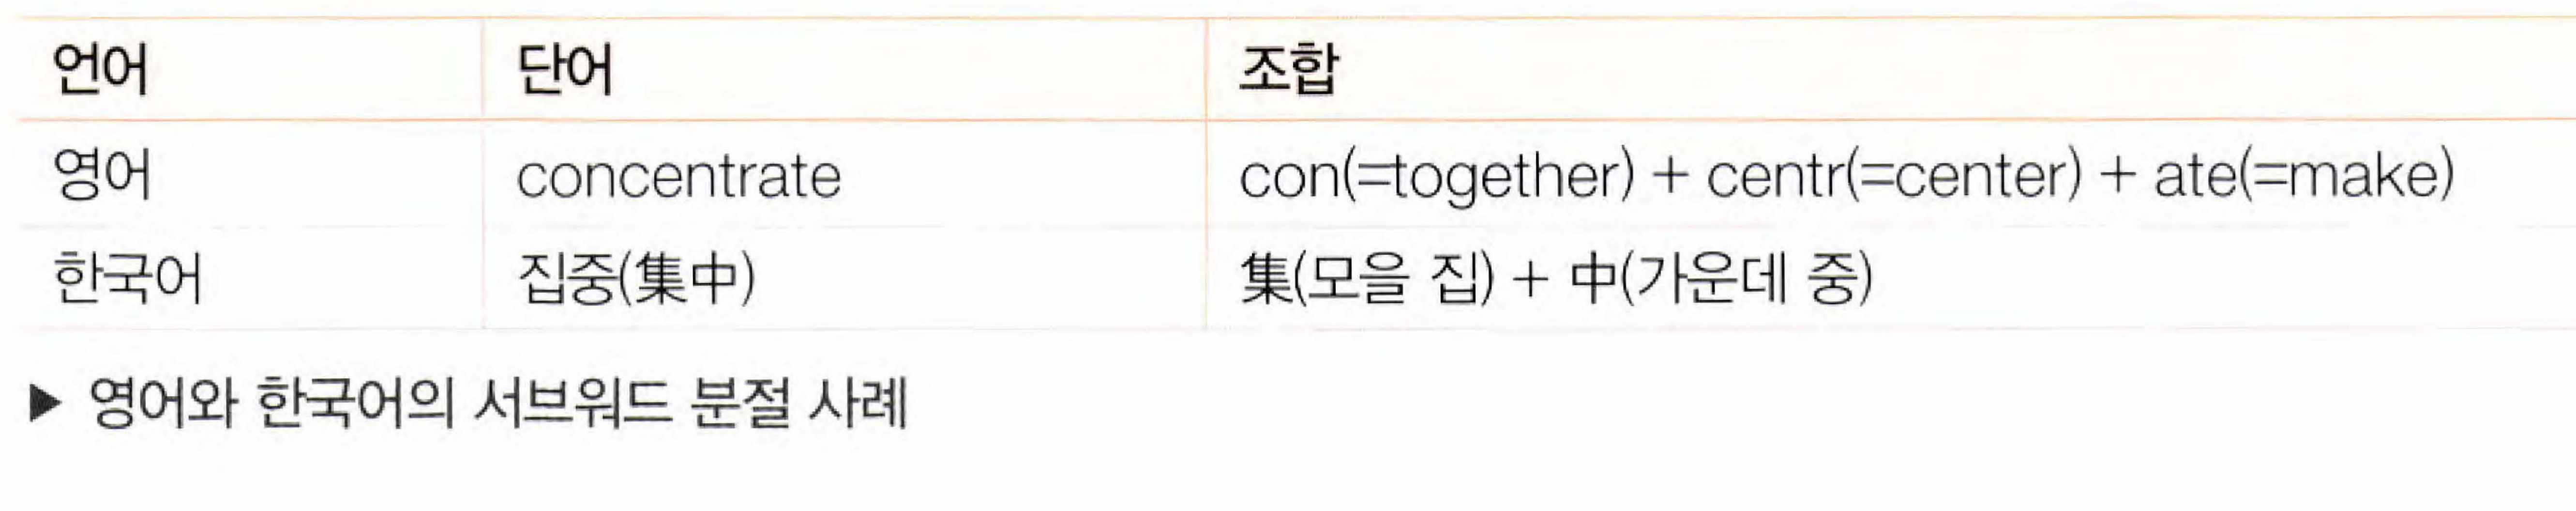 언어 단어 조합
영어 concentrate con(=together) + centr(=center) + ate(=make)
한국어 집중(集中) 集(모을 집) + 中(가운데 중)
▶ 영어와 한국어의 서브워드 분절 사례